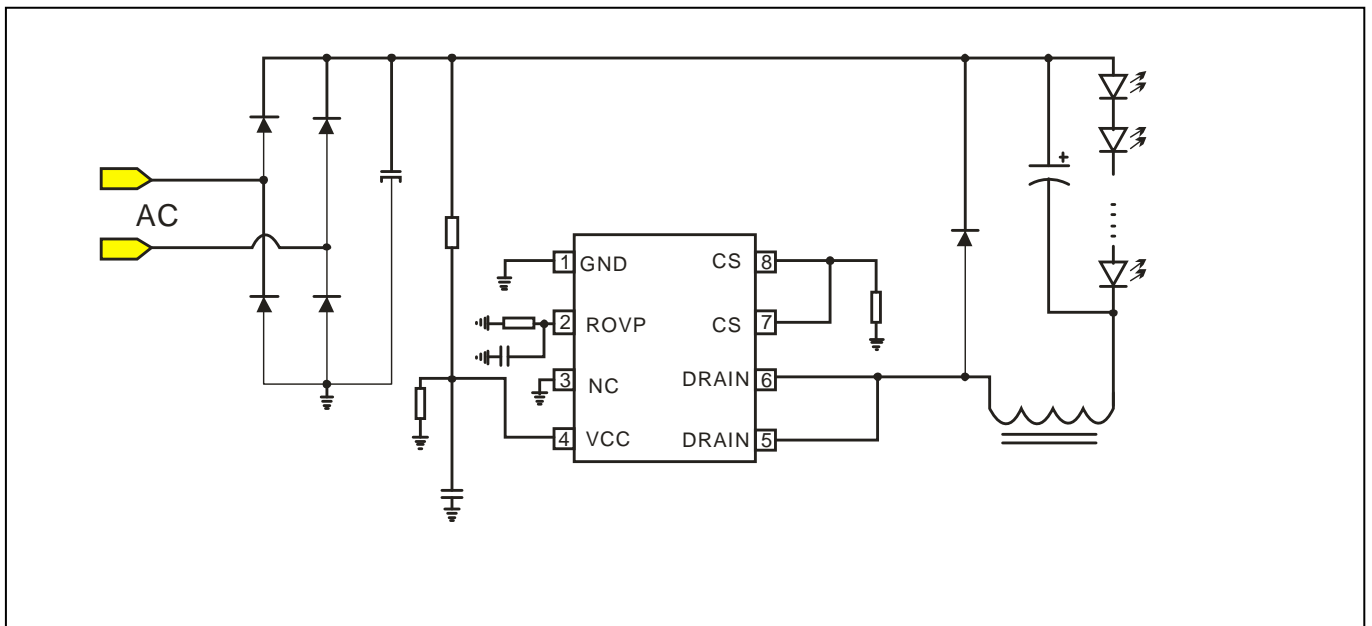 AC
1 GND CS 8
2 ROVP CS 7
3 NC DRAIN 6
4 VCC DRAIN 5
+